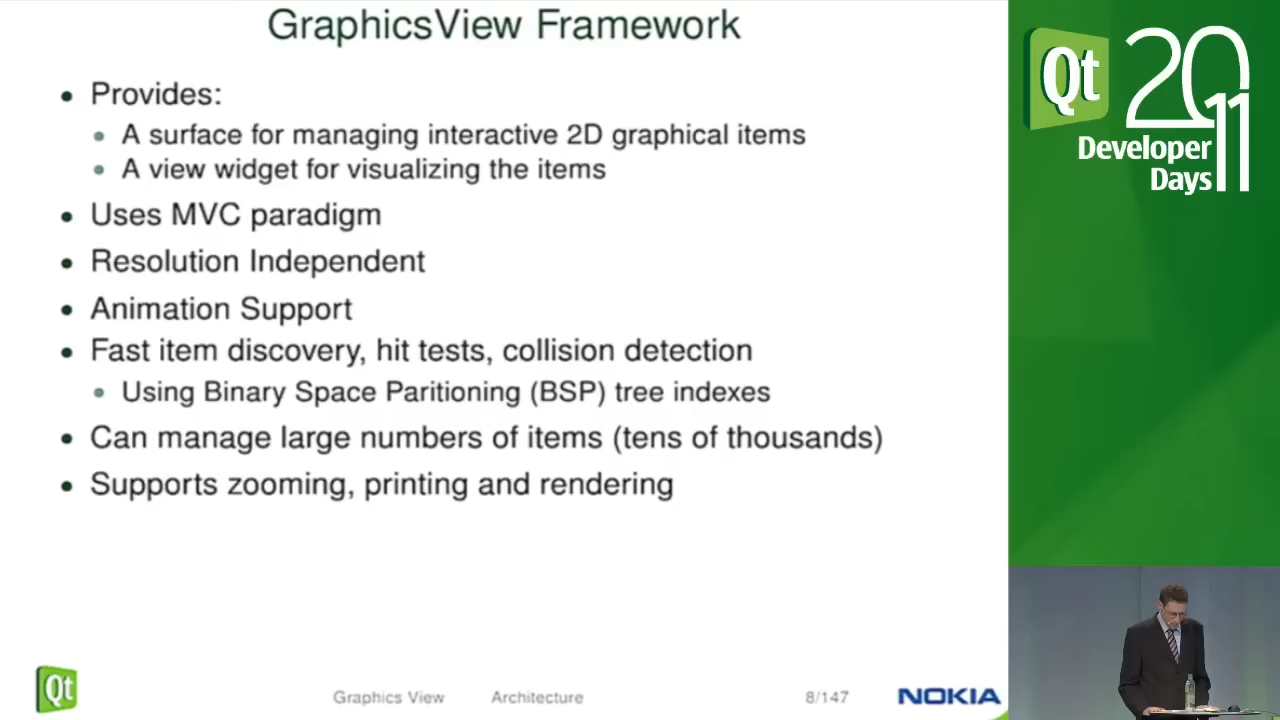 GraphicsView Framework
Provides:
A surface for managing interactive 2D graphical items
A view widget for visualizing the items
Uses MVC paradigm
Resolution Independent
Animation Support
Fast item discovery, hit tests, collision detection
Using Binary Space Paritioning (BSP) tree indexes
Can manage large numbers of items (tens of thousands)
Supports zooming, printing and rendering
Qt
Graphics View
Architecture
8/147
NOKIA
Qt
2011
Developer
Days